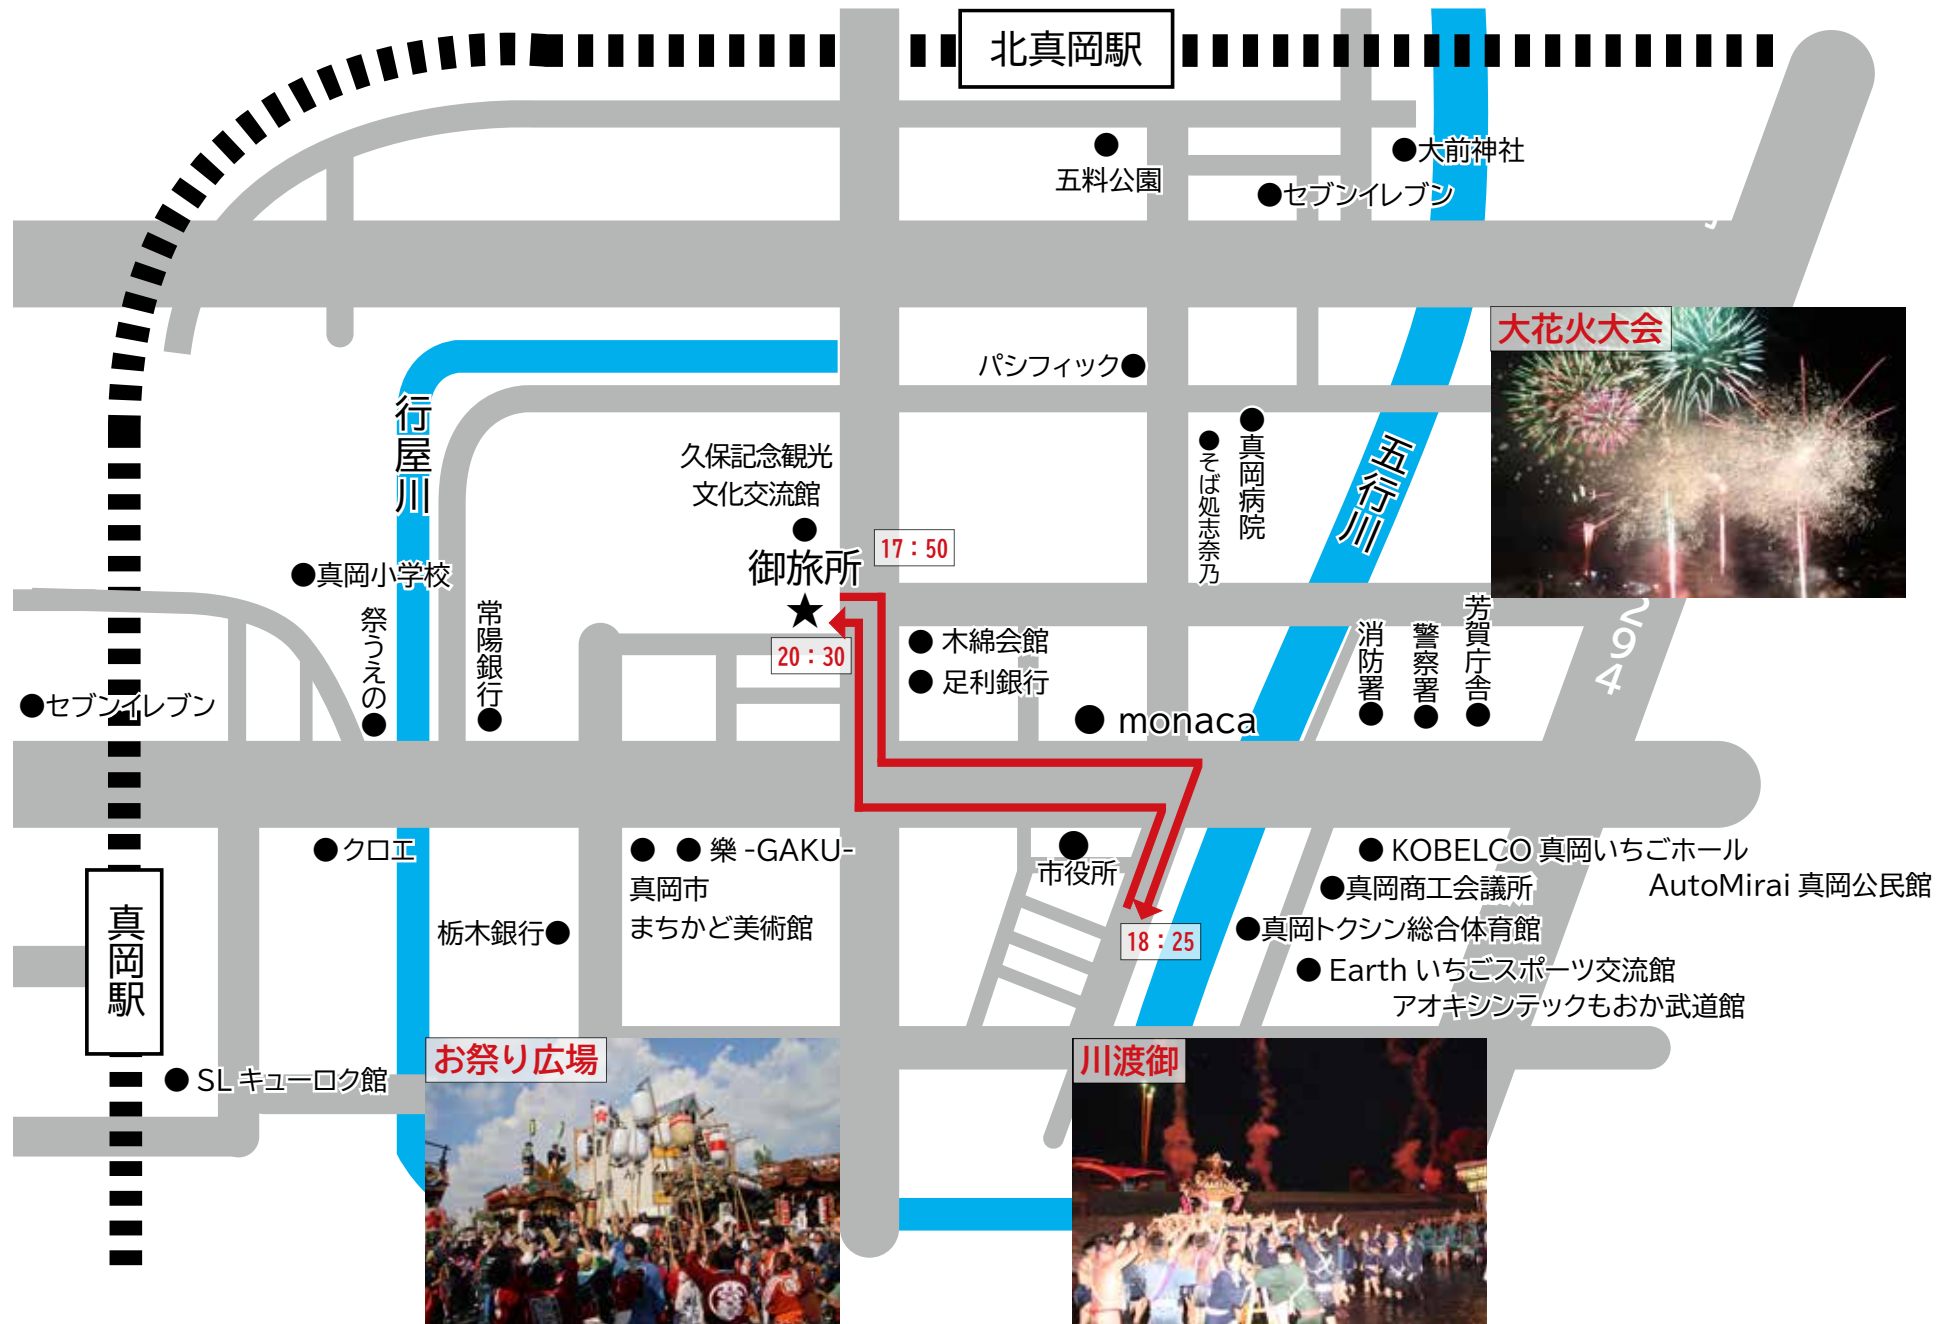 北真岡駅
大前神社
五料公園
セブンイレブン
大花火大会
パシフィック
行屋川
久保記念観光
文化交流館
そば処志奈乃
真岡病院
五行川
17：50
御旅所
真岡小学校
祭うえの
常陽銀行
20：30
木綿会館
足利銀行
消防署
警察署
芳賀庁舎
294
セブンイレブン
monaca
クロエ
樂 -GAKU-
真岡市
まちかど美術館
市役所
KOBELCO 真岡いちごホール
AutoMirai 真岡公民館
真岡商工会議所
栃木銀行
18：25
真岡トクシン総合体育館
真岡駅
Earth いちごスポーツ交流館
アオキシンテックもおか武道館
SL キューロク館
お祭り広場
川渡御